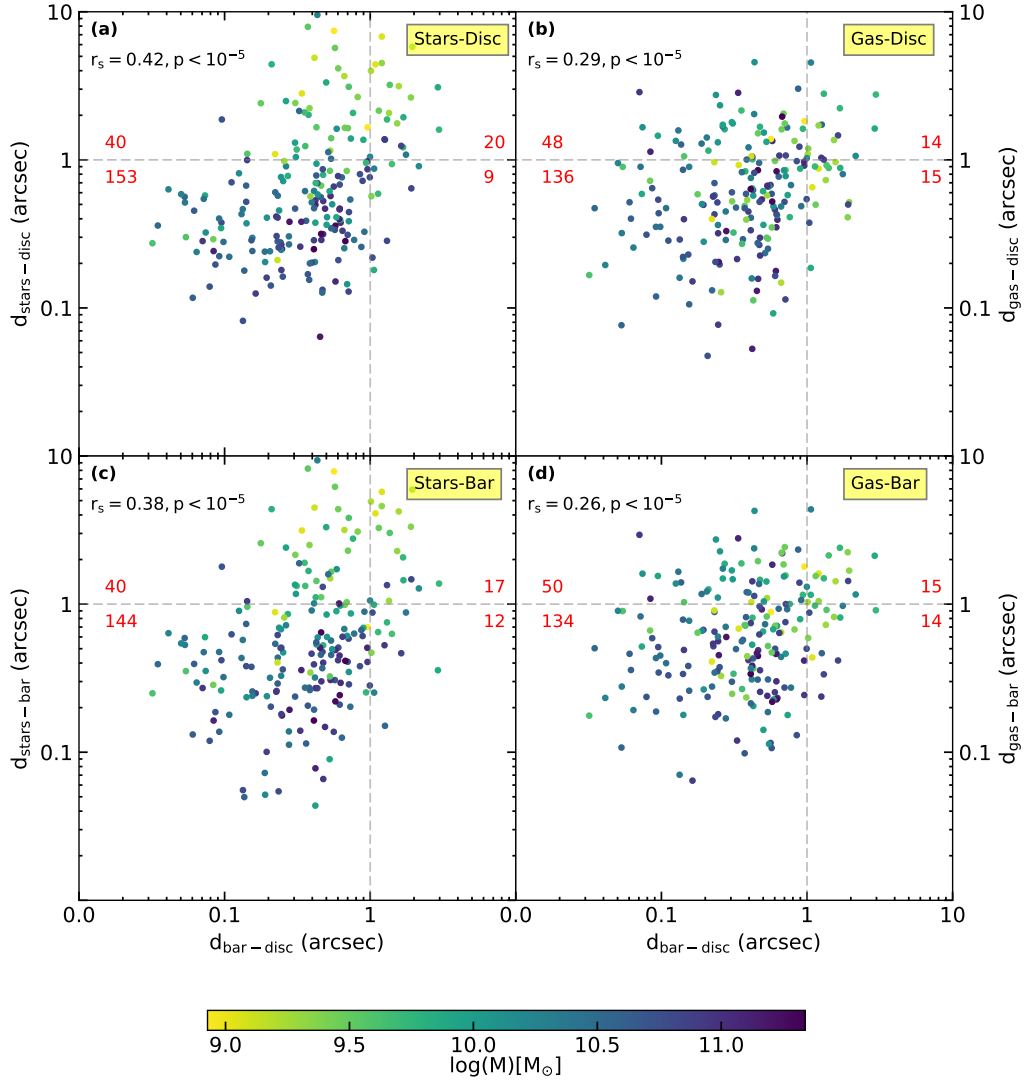 10
(a)
Stars-Disc
r_s = 0.42, p < 10^−5
40
20
153
9
1
0.1
d_stars−disc (arcsec)
(b)
Gas-Disc
r_s = 0.29, p < 10^−5
48
14
136
15
10
1
0.1
d_gas−disc (arcsec)
10
(c)
Stars-Bar
r_s = 0.38, p < 10^−5
40
17
144
12
1
0.1
d_stars−bar (arcsec)
(d)
Gas-Bar
r_s = 0.26, p < 10^−5
50
15
134
14
10
1
0.1
d_gas−bar (arcsec)
0.0 0.1 1 0.0 0.1 1 10
d_bar−disc (arcsec) d_bar−disc (arcsec)
9.0 9.5 10.0 10.5 11.0
log(M)[M_⊙]